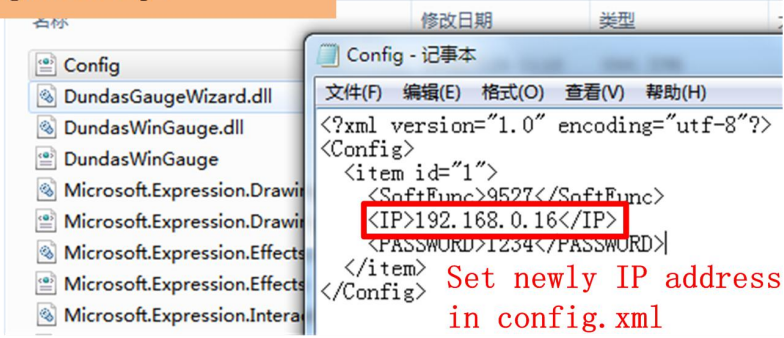 名称 修改日期 类型
Config
DundasGaugeWizard.dll
DundasWinGauge.dll
DundasWinGauge
Microsoft.Expression.Drawin
Microsoft.Expression.Drawin
Microsoft.Expression.Effects
Microsoft.Expression.Effects
Microsoft.Expression.Intera
Config - 记事本
文件(F) 编辑(E) 格式(O) 查看(V) 帮助(H)
<?xml version="1.0" encoding="utf-8"?>
<Config>
<item id="1">
<SoftFunc>9527</SoftFunc>
<IP>192.168.0.16</IP>
<PASSWORD>1234</PASSWORD>
</item>
</Config>
Set newly IP address
in config.xml